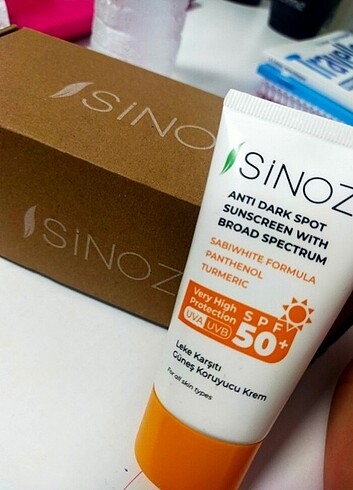 SiNOZ
SiNOZ
SiNOZ
ANTI DARK SPOT
SUNSCREEN WITH
BROAD SPECTRUM
SABIWHITE FORMULA
PANTHENOL
TURMERIC
Very High
Protection
UVA UVB
SPF
50+
Leke Karşıtı
Güneş Koruyucu Krem
For all skin types